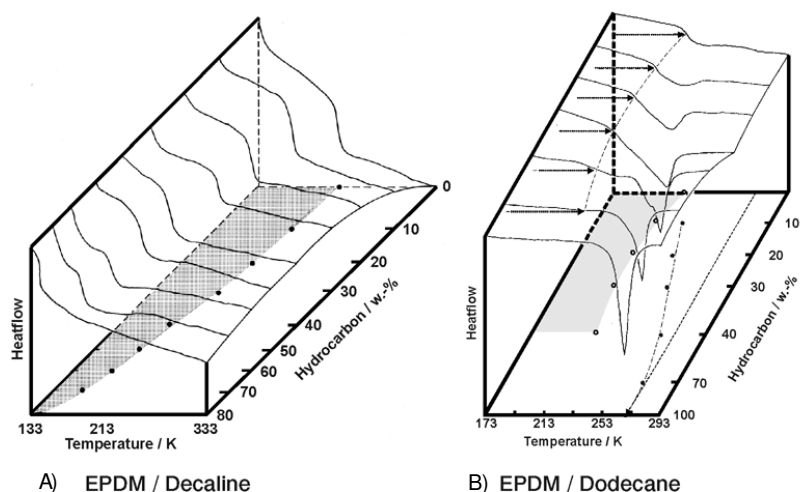 Heatflow
133
213
333
Temperature / K
0
10
20
30
40
50
60
70
80
Hydrocarbon / w.-%
A) EPDM / Decaline
Heatflow
173
213
253
293
Temperature / K
10
20
30
40
70
100
Hydrocarbon / w.-%
B) EPDM / Dodecane